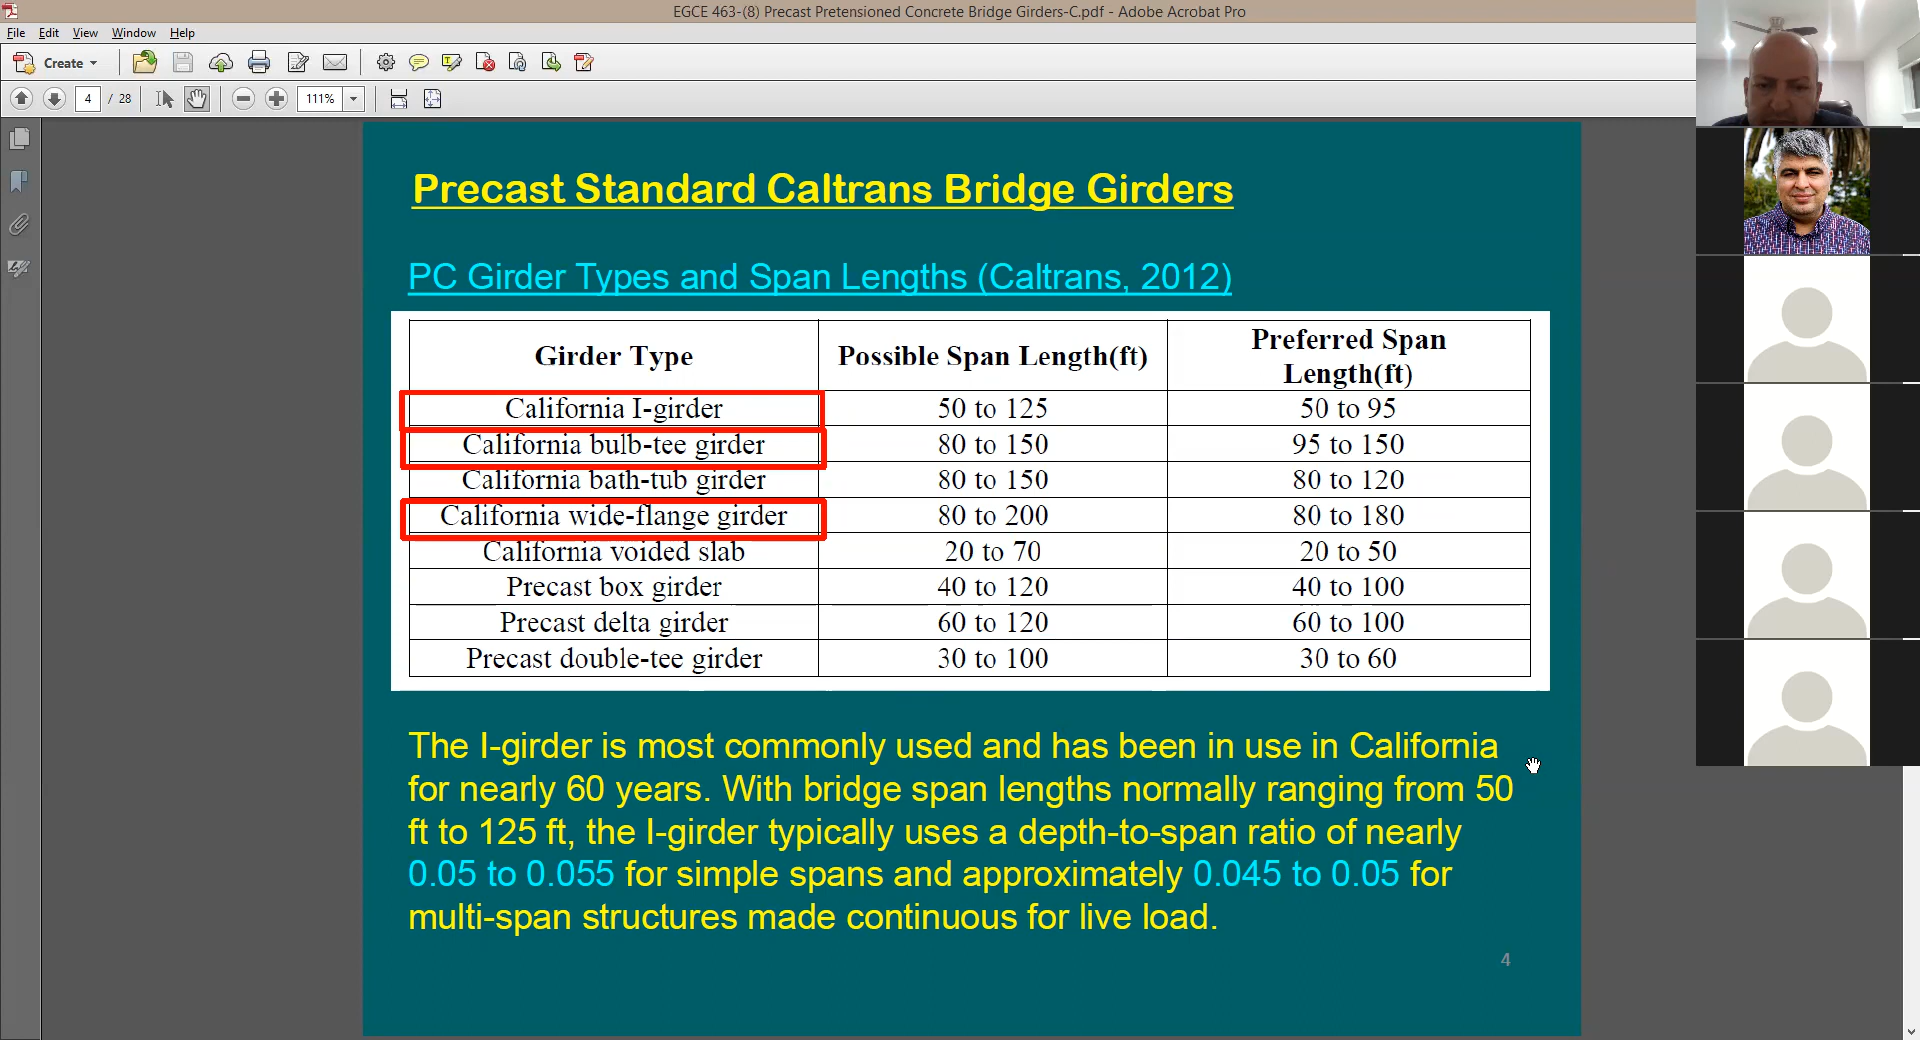 EGCE 463-(8) Precast Pretensioned Concrete Bridge Girders-C.pdf - Adobe Acrobat Pro
File Edit View Window Help
Create
4 / 28 111%
Precast Standard Caltrans Bridge Girders
PC Girder Types and Span Lengths (Caltrans, 2012)
Girder Type Possible Span Length(ft) Preferred Span
Length(ft)
California I-girder 50 to 125 50 to 95
California bulb-tee girder 80 to 150 95 to 150
California bath-tub girder 80 to 150 80 to 120
California wide-flange girder 80 to 200 80 to 180
California voided slab 20 to 70 20 to 50
Precast box girder 40 to 120 40 to 100
Precast delta girder 60 to 120 60 to 100
Precast double-tee girder 30 to 100 30 to 60
The I-girder is most commonly used and has been in use in California
for nearly 60 years. With bridge span lengths normally ranging from 50
ft to 125 ft, the I-girder typically uses a depth-to-span ratio of nearly
0.05 to 0.055 for simple spans and approximately 0.045 to 0.05 for
multi-span structures made continuous for live load.
4